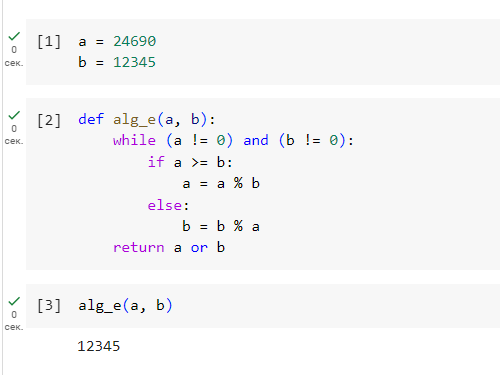 [1] a = 24690
0
сек.
b = 12345
[2] def alg_e(a, b):
0
сек.
while (a != 0) and (b != 0):
if a >= b:
a = a % b
else:
b = b % a
return a or b
[3] alg_e(a, b)
0
сек.
12345